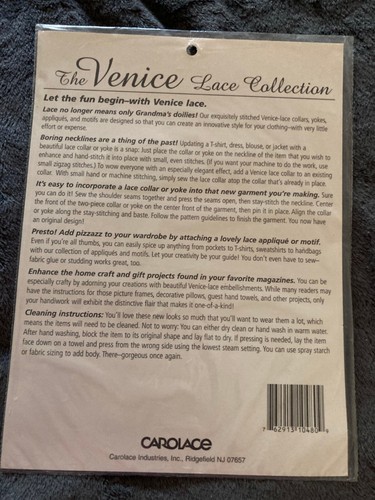 The Venice Lace Collection
Let the fun begin–with Venice lace.
Lace no longer means only Grandma's doilies! Our exquisitely stitched Venice-lace collars, yokes,
appliqués, and motifs are designed so that you can create an innovative style for your clothing–with very little
effort or expense.
Boring necklines are a thing of the past! Updating a T-shirt, dress, blouse, or jacket with a
beautiful lace collar or yoke is a snap: Just place the collar or yoke on the neckline of the item that you wish to
enhance and hand-stitch it into place with small, even stitches. (If you want your machine to do the work, use
small zigzag stitches.) To wow everyone with an especially elegant effect, add a Venice lace collar to an existing
collar. With small hand or machine stitching, simply sew the lace collar atop the collar that's already in place.
It's easy to incorporate a lace collar or yoke into that new garment you're making. Sure
you can do it! Sew the shoulder seams together and press the seams open, then stay-stitch the neckline. Center
the front of the two-piece collar or yoke on the center front of the garment, then pin it in place. Align the collar
or yoke along the stay-stitching and baste. Follow the pattern guidelines to finish the garment. You now have
an original design!
Presto! Add pizzazz to your wardrobe by attaching a lovely lace appliqué or motif.
Even if you're all thumbs, you can easily spice up anything from pockets to T-shirts, sweatshirts to handbags
with our collection of appliqués and motifs. Let your creativity be your guide! You don't even have to sew–
fabric glue or studding works great, too.
Enhance the home craft and gift projects found in your favorite magazines. You can be
especially crafty by adorning your creations with beautiful Venice-lace embellishments. While many readers may
have the instructions for those picture frames, decorative pillows, guest hand towels, and other projects, only
your handiwork will exhibit the distinctive flair that makes it one-of-a-kind!
Cleaning instructions: You'll love these new looks so much that you'll want to wear them a lot, which
means the items will need to be cleaned. Not to worry: You can either dry clean or hand wash in warm water.
After hand washing, block the item to its original shape and lay flat to dry. If pressing is needed, lay the item
face down on a towel and press from the wrong side using the lowest steam setting. You can use spray starch
or fabric sizing to add body. There–gorgeous once again.
7 62913 10480 9
CAROLACE
Carolace Industries, Inc., Ridgefield NJ 07657